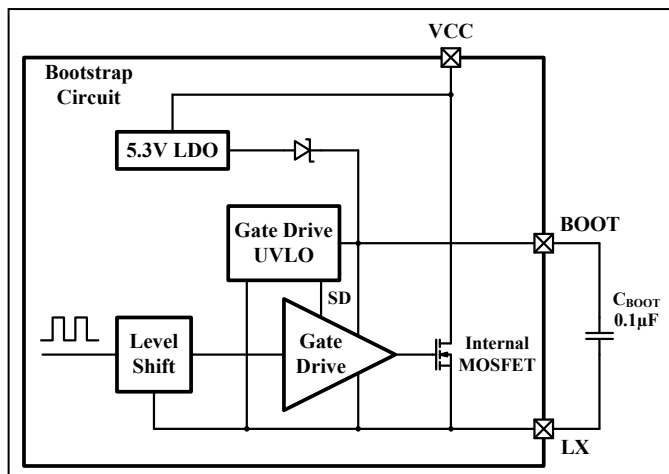 VCC
Bootstrap
Circuit
5.3V LDO
Gate Drive
UVLO
BOOT
SD
C_BOOT
0.1µF
Level
Shift
Gate
Drive
Internal
MOSFET
LX